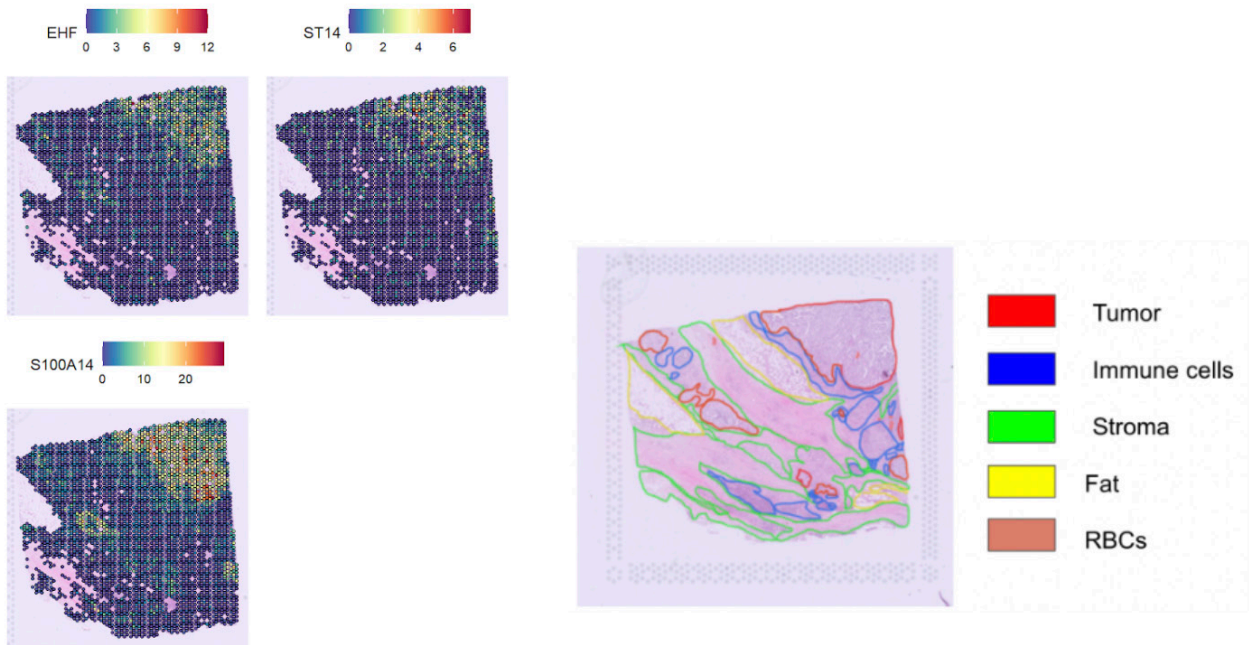 EHF
0 3 6 9 12
ST14
0 2 4 6
S100A14
0 10 20
Tumor
Immune cells
Stroma
Fat
RBCs